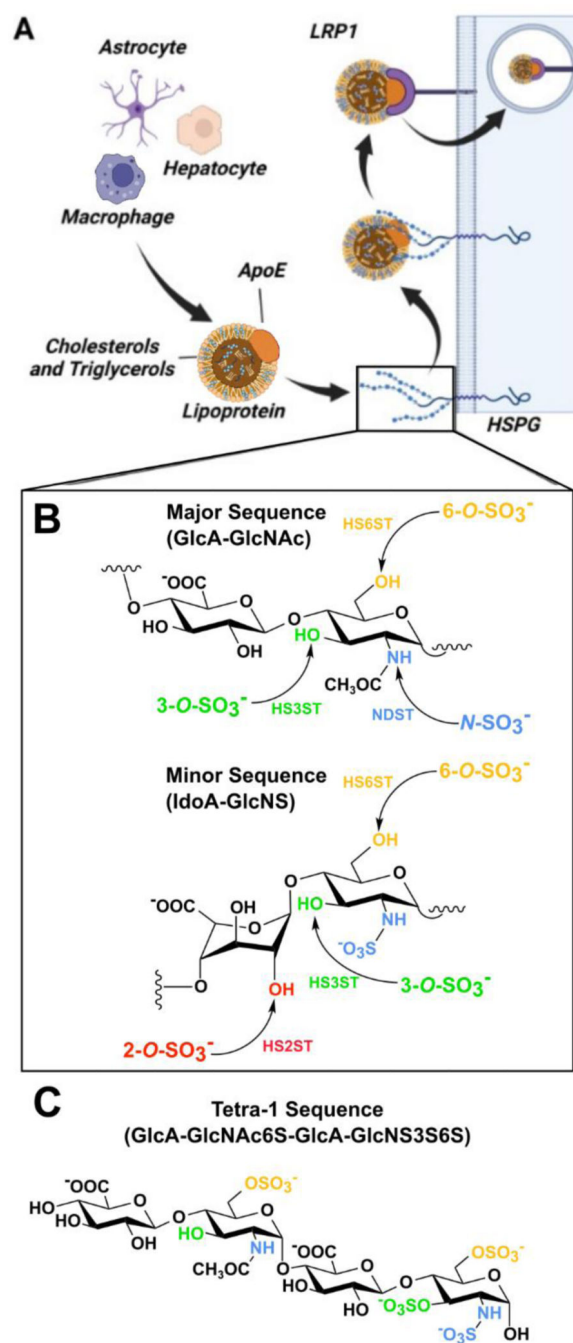 A
Astrocyte
LRP1
Hepatocyte
Macrophage
ApoE
Cholesterols
and Triglycerols
Lipoprotein
HSPG
B
Major Sequence
(GlcA-GlcNAc)
HS6ST
6-O-SO₃⁻
⁻OOC
OH
O
O
O
O
HO
OH
HO
NH
CH₃OC
3-O-SO₃⁻
HS3ST
NDST
N-SO₃⁻
Minor Sequence
(IdoA-GlcNS)
HS6ST
6-O-SO₃⁻
OH
O
O
⁻OOC
OH
O
HO
NH
⁻O₃S
O
OH
HS3ST
3-O-SO₃⁻
2-O-SO₃⁻
HS2ST
C
Tetra-1 Sequence
(GlcA-GlcNAc6S-GlcA-GlcNS3S6S)
⁻OOC
OSO₃⁻
HO
HO
OH
O
O
O
HO
NH
CH₃OC
O
⁻OOC
O
HO
OH
O
OSO₃⁻
O
⁻O₃SO
NH
⁻O₃S
OH